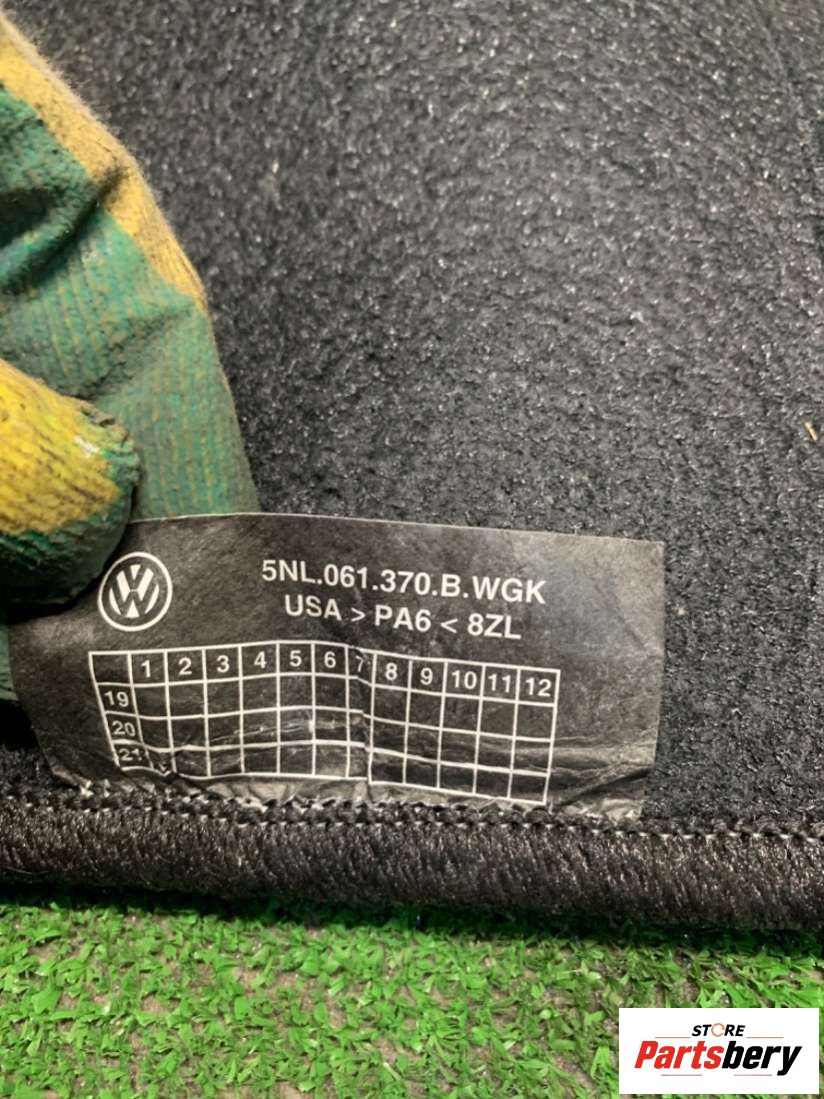 5NL.061.370.B.WGK
USA > PA6 < 8ZL
1 2 3 4 5 6 7 8 9 10 11 12
19
20
21
STORE
Partsbery